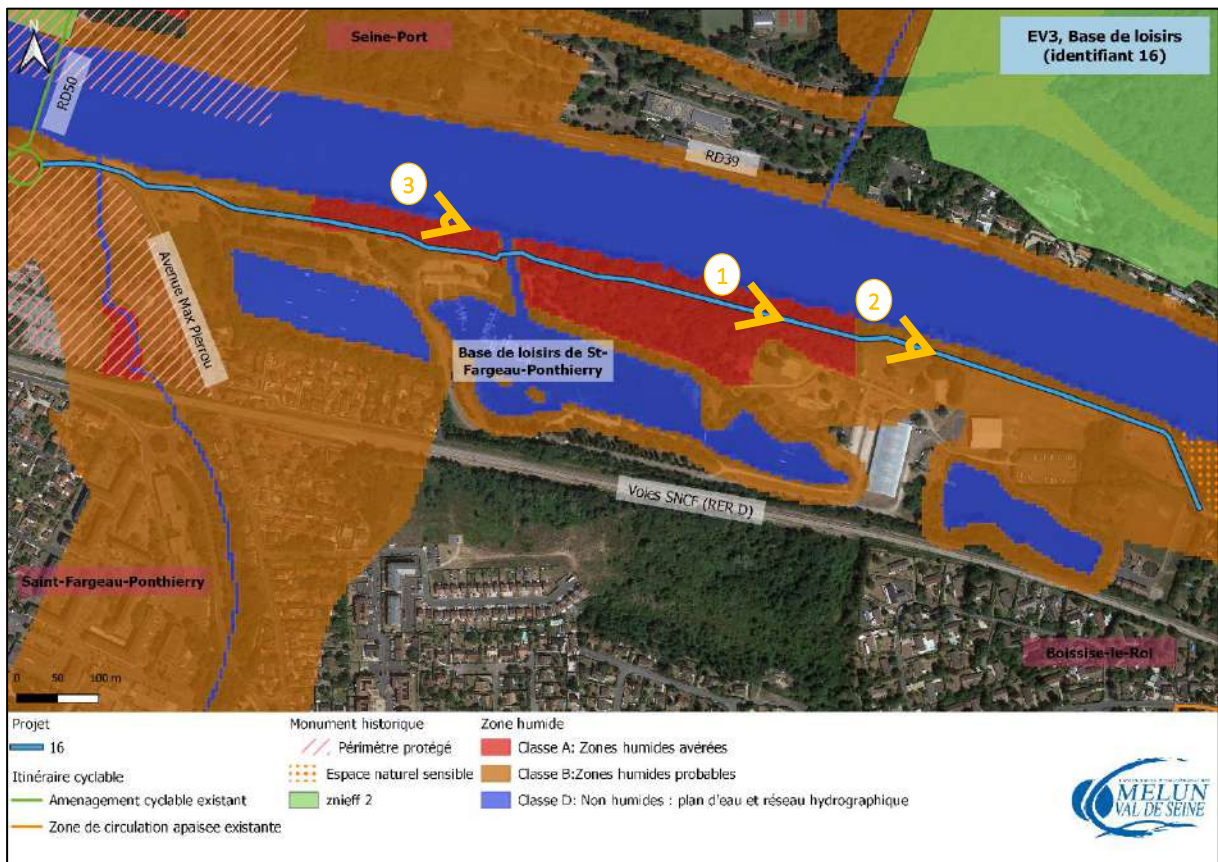 Seine-Port
EV3, Base de loisirs
(identifiant 16)
N
RD50
RD39
3
1
2
Avenue Max Pierrou
Base de loisirs de St-
Fargeau-Ponthierry
Voies SNCF (RER D)
Saint-Fargeau-Ponthierry
Boissise-le-Roi
0 50 100 m
Projet
16
Itinéraire cyclable
Amenagement cyclable existant
Zone de circulation apaisee existante
Monument historique
Périmètre protégé
Espace naturel sensible
znieff 2
Zone humide
Classe A: Zones humides avérées
Classe B:Zones humides probables
Classe D: Non humides : plan d'eau et réseau hydrographique
MELUN
VAL DE SEINE